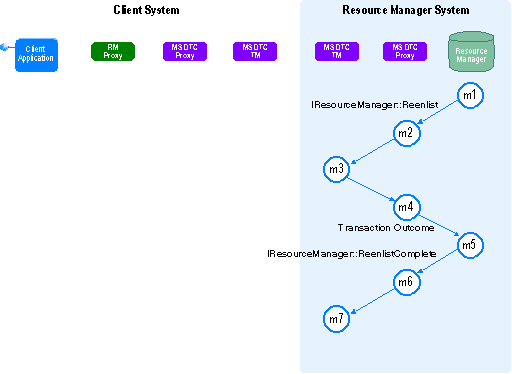 Client System
Resource Manager System
Client
Application
RM
Proxy
MSDTC
Proxy
MSDTC
TM
MSDTC
TM
MSDTC
Proxy
Resource
Manager
m1
IResourceManager::Reenlist
m2
m3
m4
Transaction Outcome
m5
IResourceManager::ReenlistComplete
m6
m7